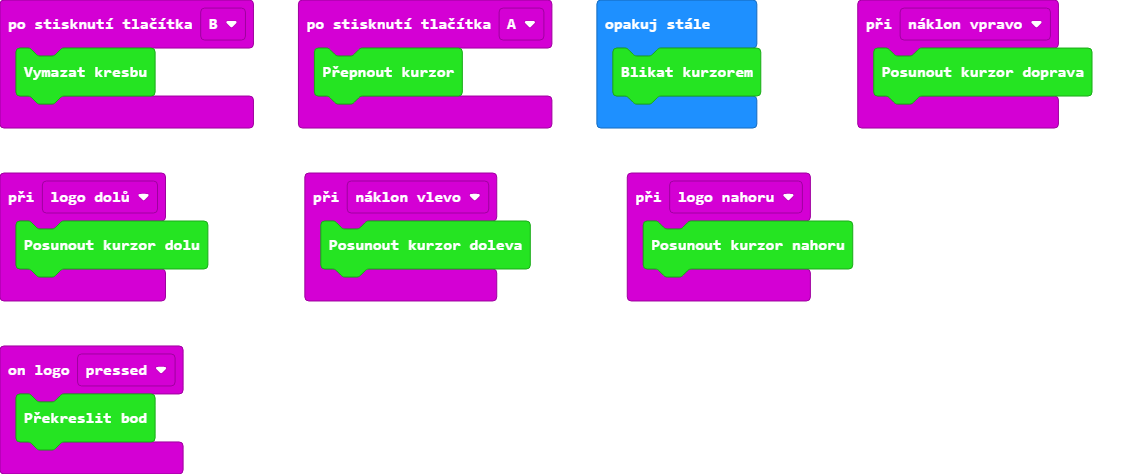 po stisknutí tlačítka B
Vymazat kresbu
po stisknutí tlačítka A
Přepnout kurzor
opakuj stále
Blikat kurzorem
při náklon vpravo
Posunout kurzor doprava
při logo dolů
Posunout kurzor dolu
při náklon vlevo
Posunout kurzor doleva
při logo nahoru
Posunout kurzor nahoru
on logo pressed
Překreslit bod